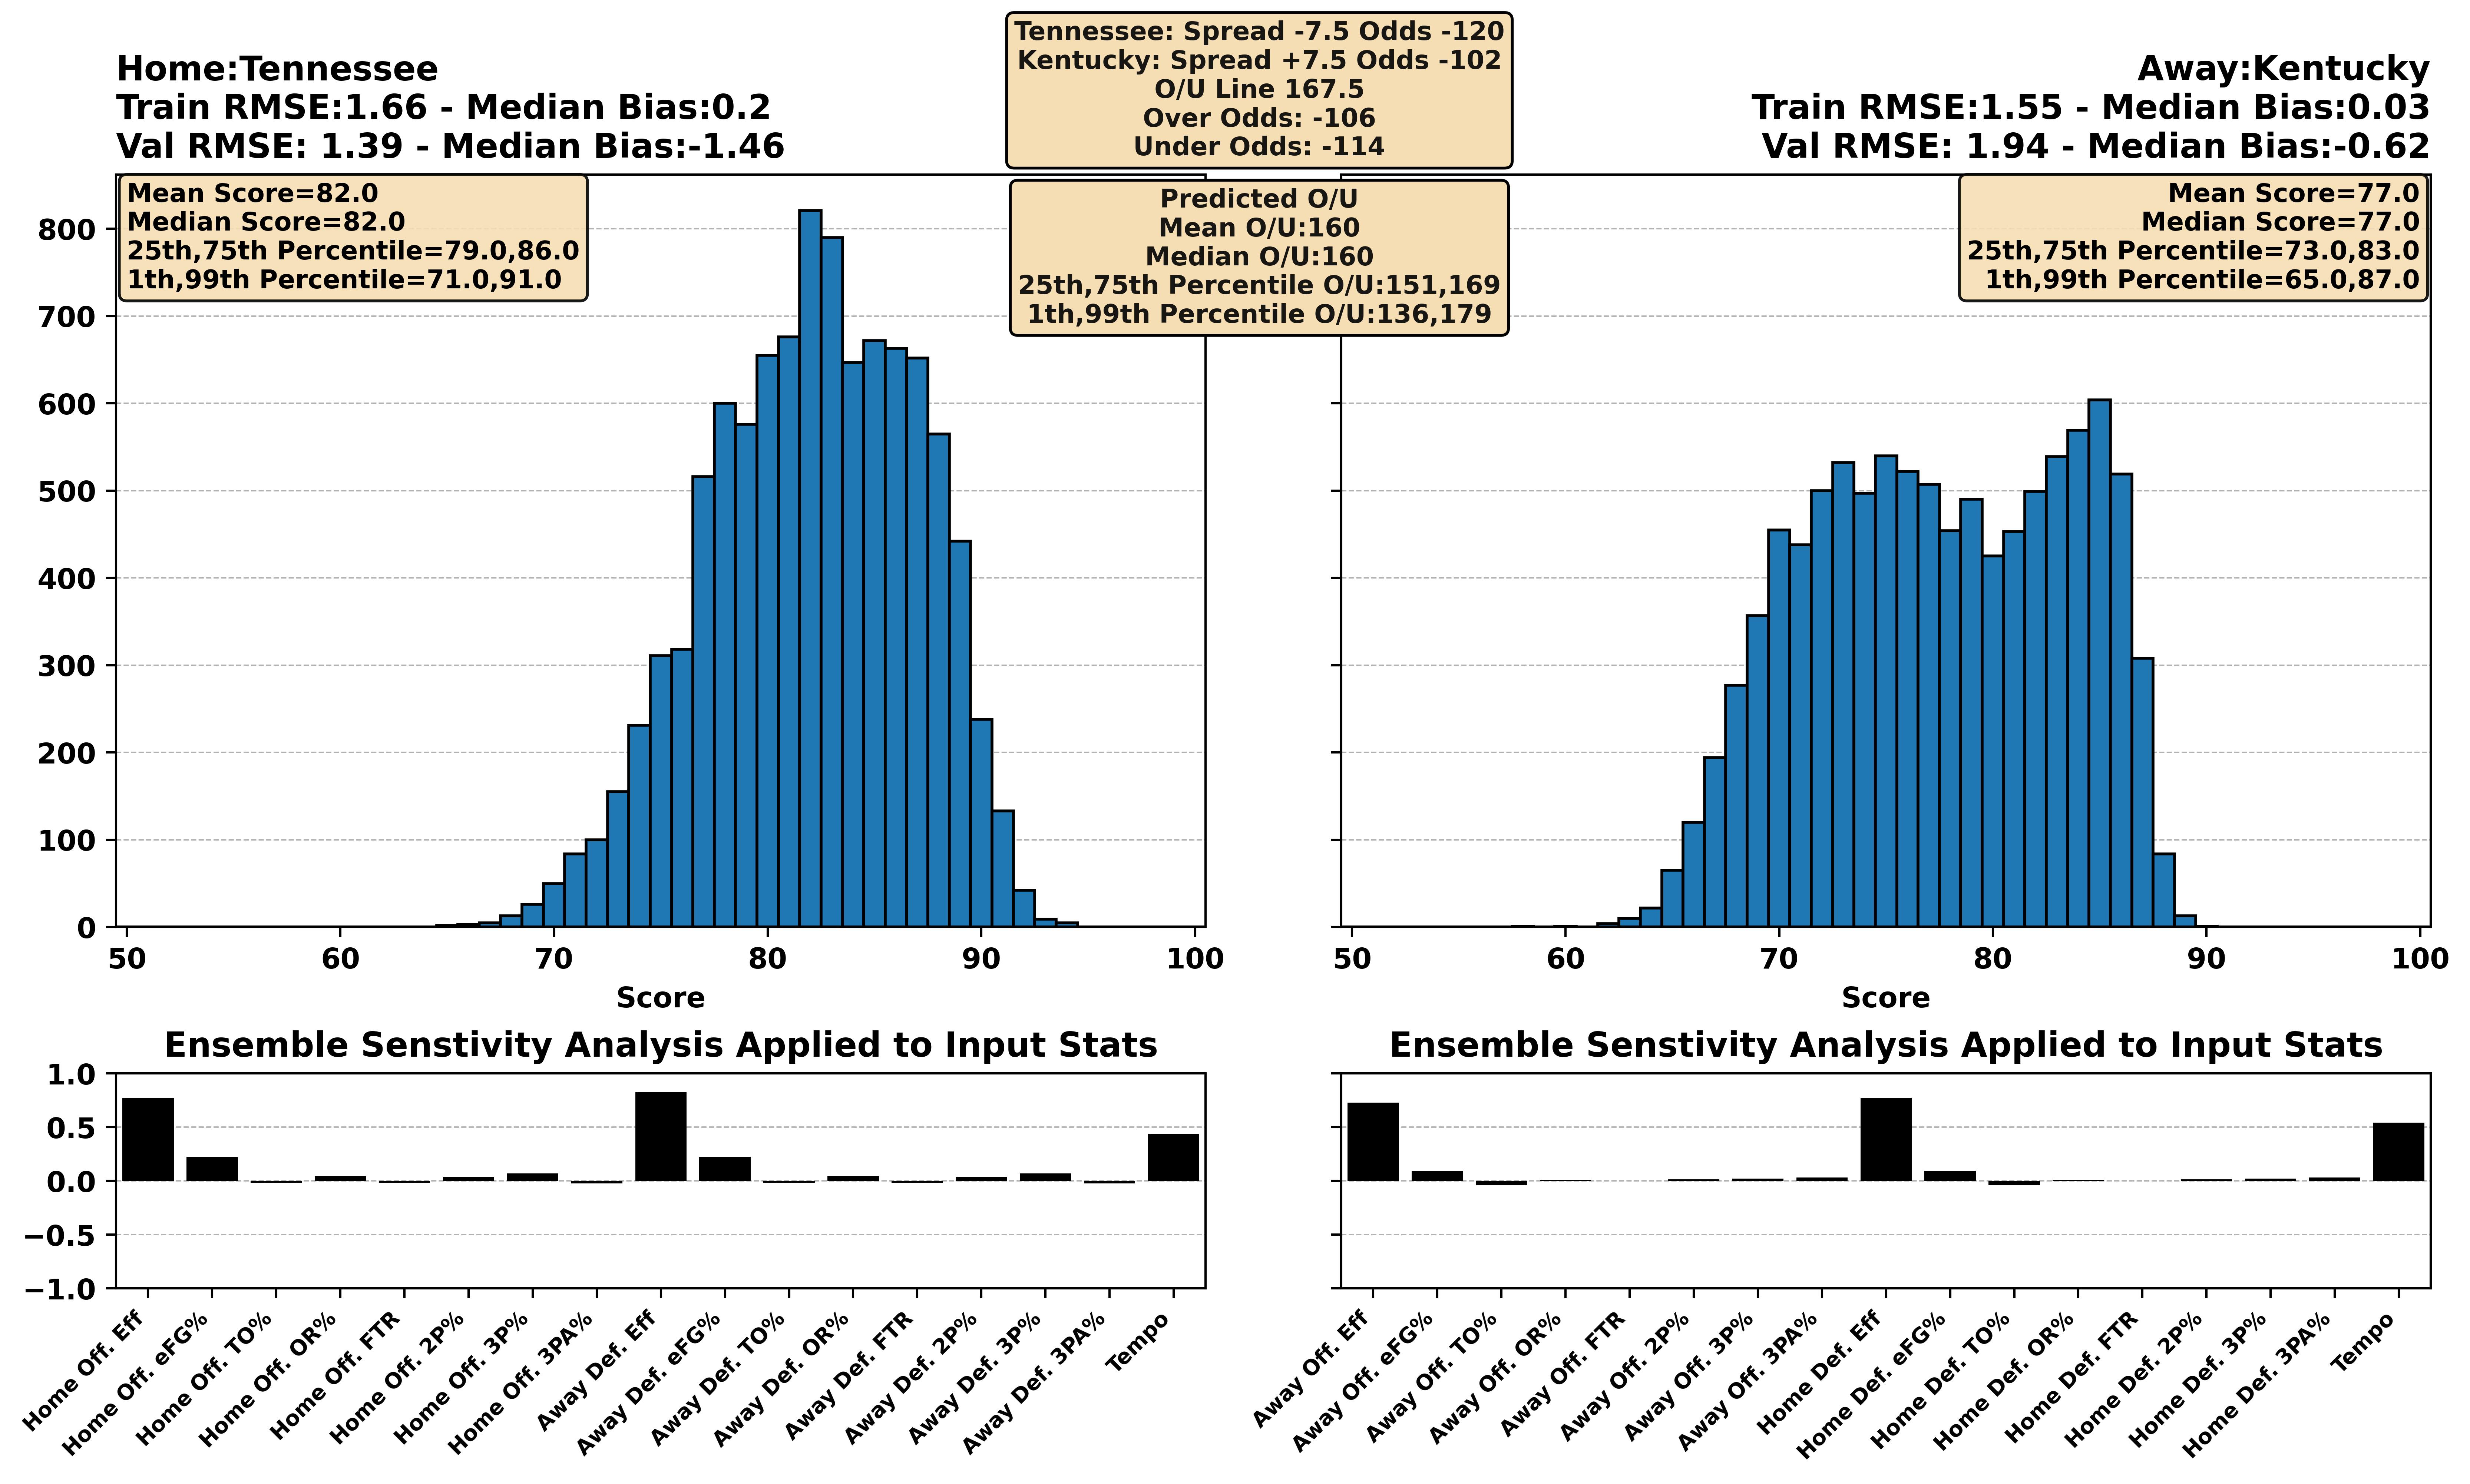 Tennessee: Spread -7.5 Odds -120
Kentucky: Spread +7.5 Odds -102
O/U Line 167.5
Over Odds: -106
Under Odds: -114
Home:Tennessee
Train RMSE:1.66 - Median Bias:0.2
Val RMSE: 1.39 - Median Bias:-1.46
Away:Kentucky
Train RMSE:1.55 - Median Bias:0.03
Val RMSE: 1.94 - Median Bias:-0.62
Mean Score=82.0
Median Score=82.0
25th,75th Percentile=79.0,86.0
1th,99th Percentile=71.0,91.0
Predicted O/U
Mean O/U:160
Median O/U:160
25th,75th Percentile O/U:151,169
1th,99th Percentile O/U:136,179
Mean Score=77.0
Median Score=77.0
25th,75th Percentile=73.0,83.0
1th,99th Percentile=65.0,87.0
800
700
600
500
400
300
200
100
0
50 60 70 80 90 100
Score
50 60 70 80 90 100
Score
Ensemble Senstivity Analysis Applied to Input Stats
1.0
0.5
0.0
−0.5
−1.0
Home Off. Eff
Home Off. eFG%
Home Off. TO%
Home Off. OR%
Home Off. FTR
Home Off. 2P%
Home Off. 3P%
Home Off. 3PA%
Away Def. Eff
Away Def. eFG%
Away Def. TO%
Away Def. OR%
Away Def. FTR
Away Def. 2P%
Away Def. 3P%
Away Def. 3PA%
Tempo
Ensemble Senstivity Analysis Applied to Input Stats
Away Off. Eff
Away Off. eFG%
Away Off. TO%
Away Off. OR%
Away Off. FTR
Away Off. 2P%
Away Off. 3P%
Away Off. 3PA%
Home Def. Eff
Home Def. eFG%
Home Def. TO%
Home Def. OR%
Home Def. FTR
Home Def. 2P%
Home Def. 3P%
Home Def. 3PA%
Tempo